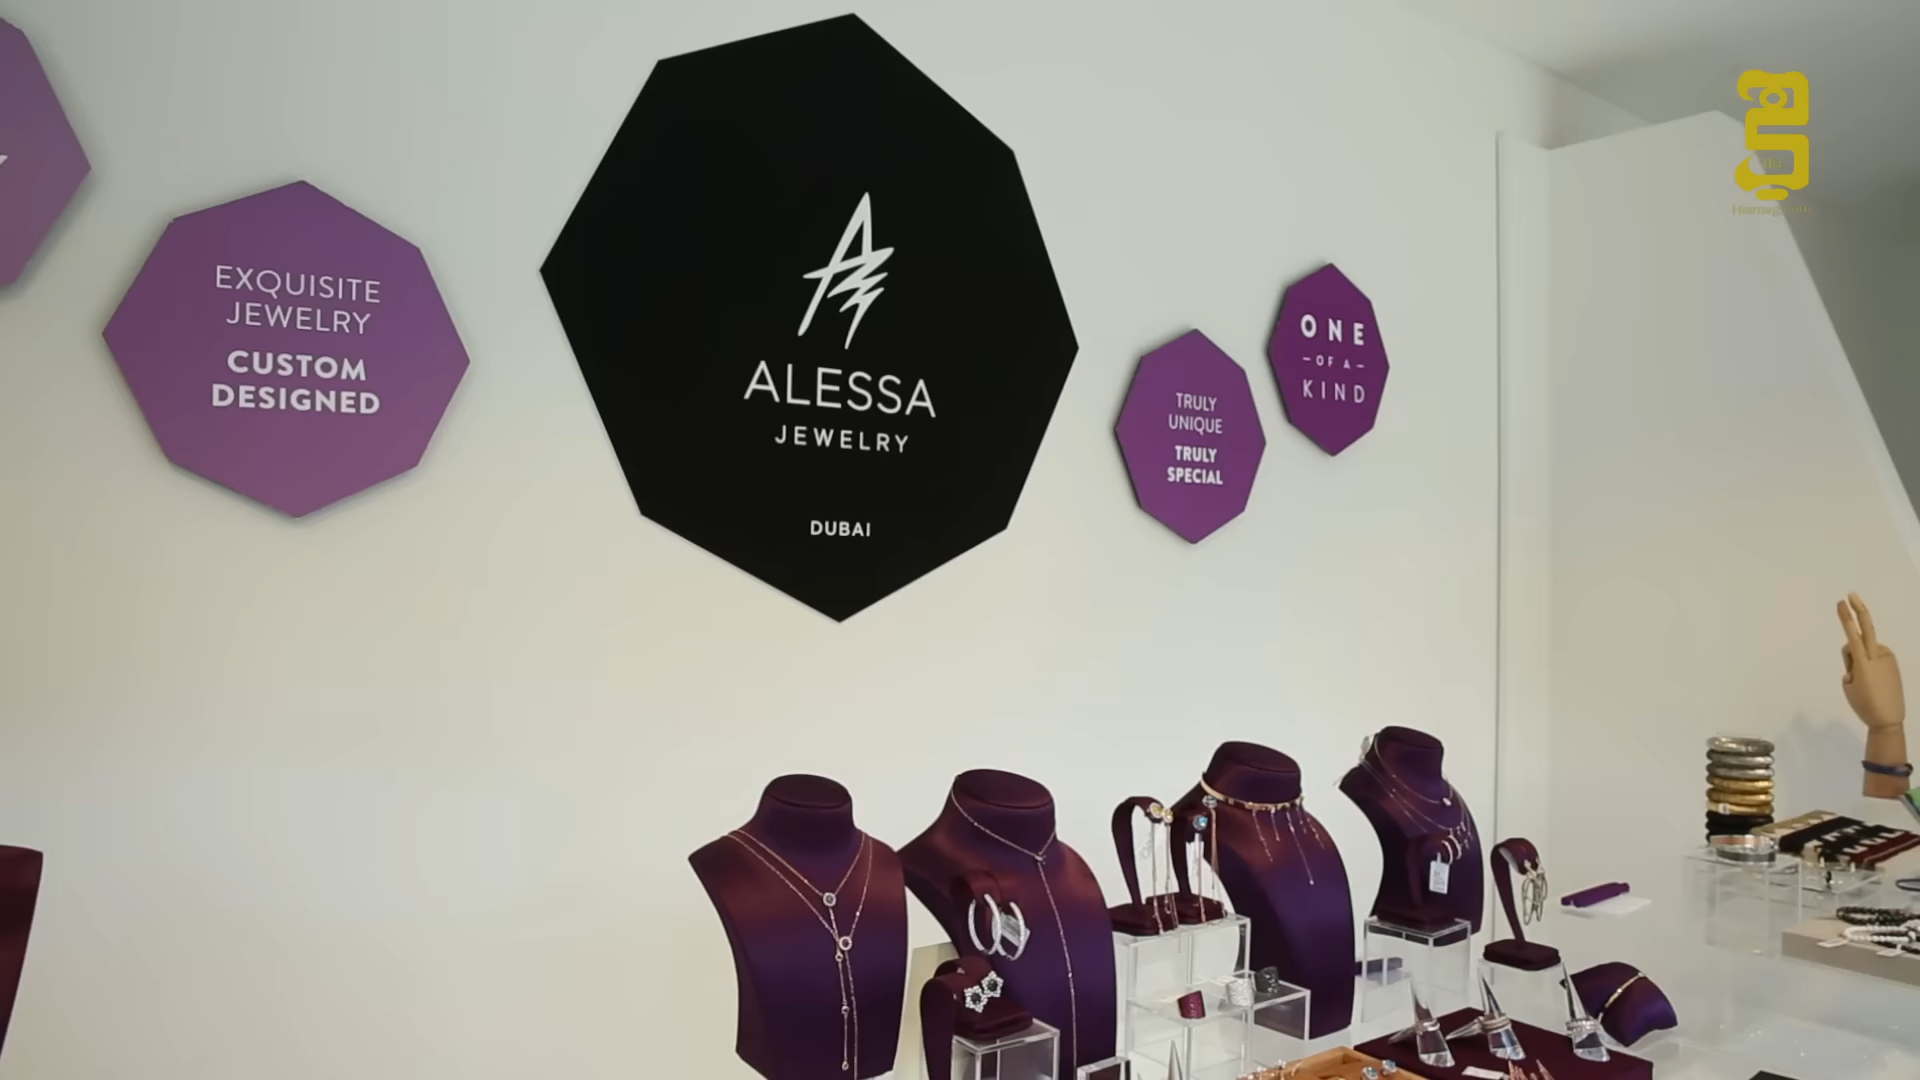 EXQUISITE
JEWELRY
CUSTOM
DESIGNED
ALESSA
JEWELRY
DUBAI
TRULY
UNIQUE
TRULY
SPECIAL
ONE
– OF A –
KIND